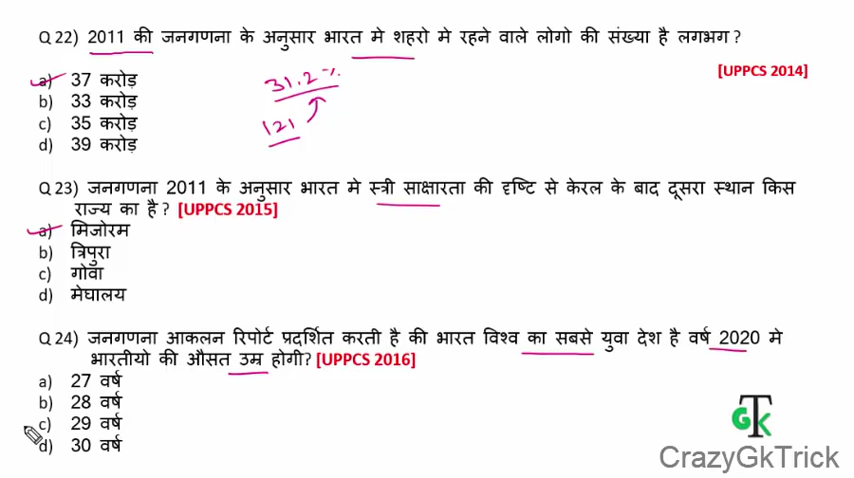 Q 22) 2011 की जनगणना के अनुसार भारत मे शहरो मे रहने वाले लोगो की संख्या है लगभग ?
[UPPCS 2014]
a) 37 करोड़
b) 33 करोड़
c) 35 करोड़
d) 39 करोड़
31.2 %
121
Q 23) जनगणना 2011 के अनुसार भारत मे स्त्री साक्षारता की दृष्टि से केरल के बाद दूसरा स्थान किस
राज्य का है ? [UPPCS 2015]
a) मिजोरम
b) त्रिपुरा
c) गोवा
d) मेघालय
Q 24) जनगणना आकलन रिपोर्ट प्रदर्शित करती है की भारत विश्व का सबसे युवा देश है वर्ष 2020 मे
भारतीयो की औसत उम्र होगी? [UPPCS 2016]
a) 27 वर्ष
b) 28 वर्ष
c) 29 वर्ष
d) 30 वर्ष
GTK
CrazyGkTrick